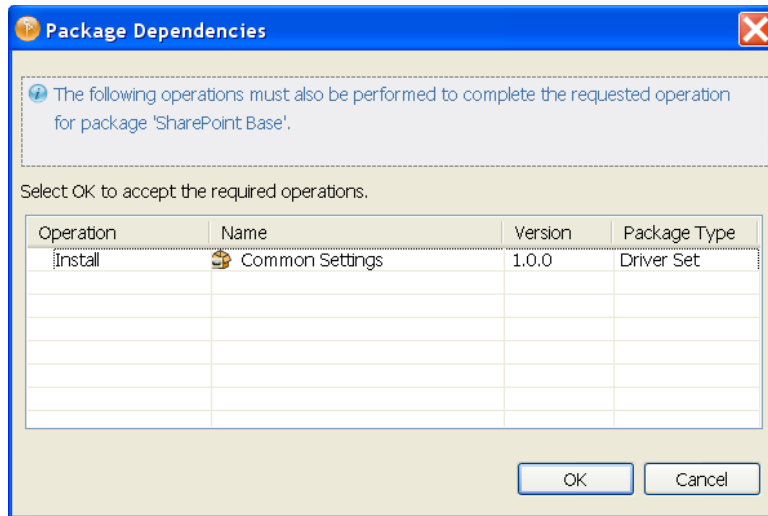 Package Dependencies
The following operations must also be performed to complete the requested operation
for package 'SharePoint Base'.
Select OK to accept the required operations.
Operation Name Version Package Type
Install Common Settings 1.0.0 Driver Set
OK Cancel